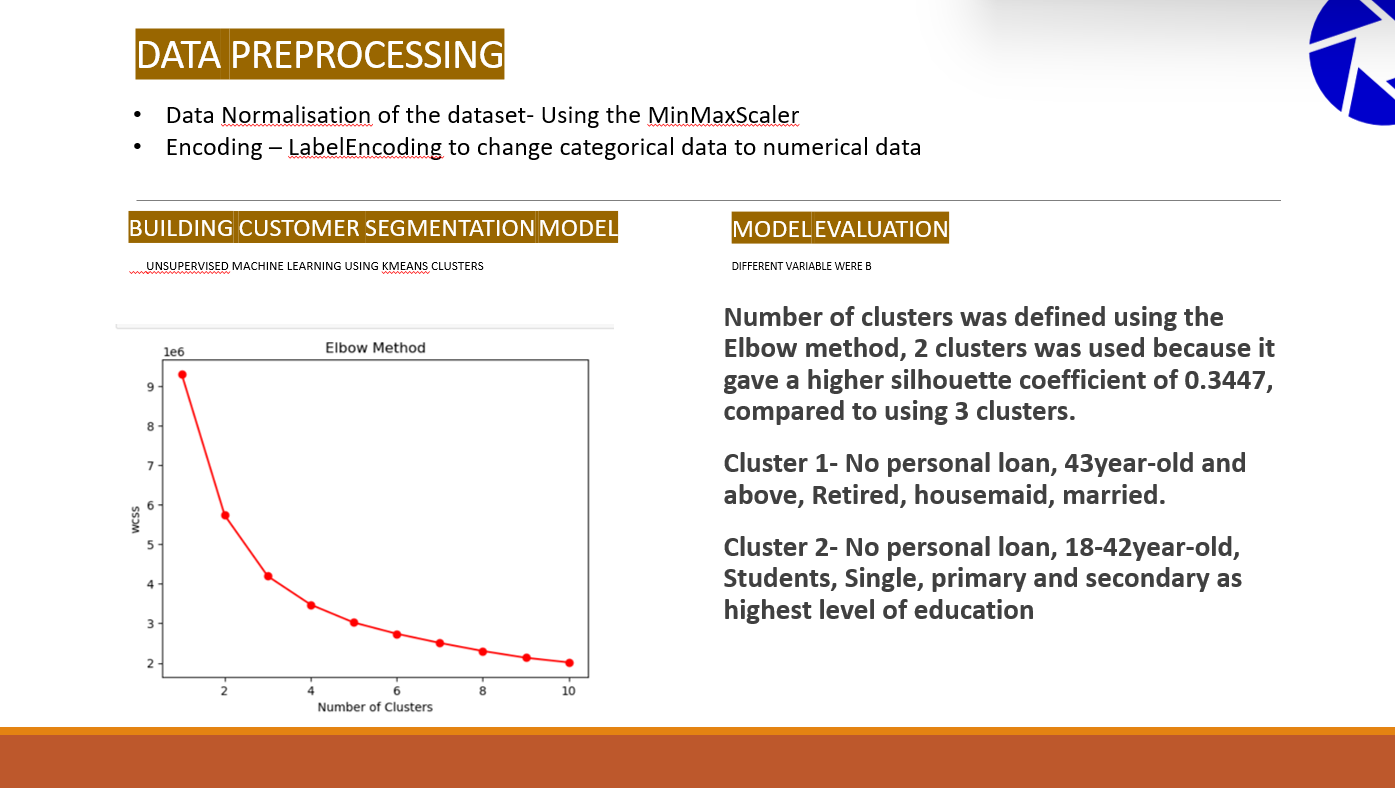 DATA PREPROCESSING
• Data Normalisation of the dataset- Using the MinMaxScaler
• Encoding – LabelEncoding to change categorical data to numerical data
BUILDING CUSTOMER SEGMENTATION MODEL
UNSUPERVISED MACHINE LEARNING USING KMEANS CLUSTERS
Elbow Method
1e6
9
8
7
6
5
4
3
2
wcss
2 4 6 8 10
Number of Clusters
MODEL EVALUATION
DIFFERENT VARIABLE WERE B
Number of clusters was defined using the
Elbow method, 2 clusters was used because it
gave a higher silhouette coefficient of 0.3447,
compared to using 3 clusters.
Cluster 1- No personal loan, 43year-old and
above, Retired, housemaid, married.
Cluster 2- No personal loan, 18-42year-old,
Students, Single, primary and secondary as
highest level of education